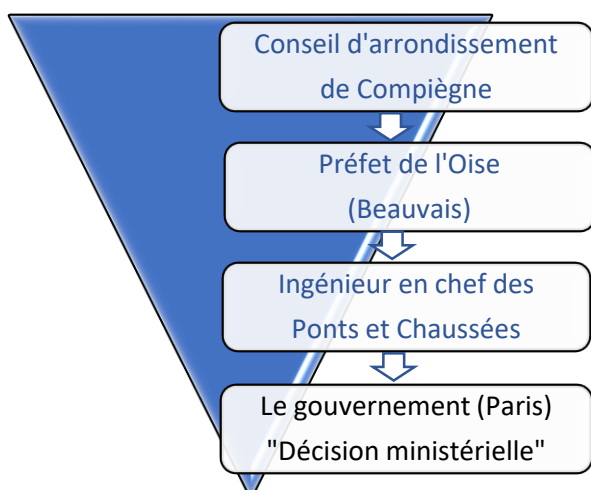 Conseil d'arrondissement
de Compiègne
Préfet de l'Oise
(Beauvais)
Ingénieur en chef des
Ponts et Chaussées
Le gouvernement (Paris)
"Décision ministérielle"